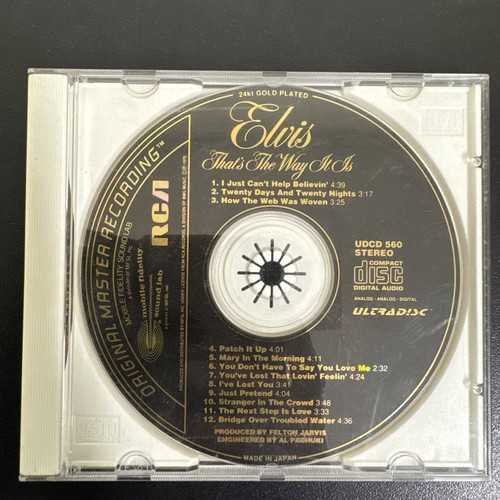 24kt GOLD PLATED
Elvis
That's The Way It Is
1. I Just Can't Help Believin' 4:39
2. Twenty Days And Twenty Nights 3:17
3. How The Web Was Woven 3:25
ORIGINAL MASTER RECORDING™
MOBILE FIDELITY SOUND LAB
mobile fidelity
sound lab
RCA
UDCD 560
STEREO
COMPACT
disc
DIGITAL AUDIO
ANALOG - ANALOG - DIGITAL
ULTRADISC
4. Patch It Up 4:01
5. Mary In The Morning 4:11
6. You Don't Have To Say You Love Me 2:32
7. You've Lost That Lovin' Feelin' 4:24
8. I've Lost You 3:41
9. Just Pretend 4:04
10. Stranger In The Crowd 3:48
11. The Next Step Is Love 3:33
12. Bridge Over Troubled Water 4:36
PRODUCED BY FELTON JARVIS
ENGINEERED BY AL PACHUKI
MADE IN JAPAN